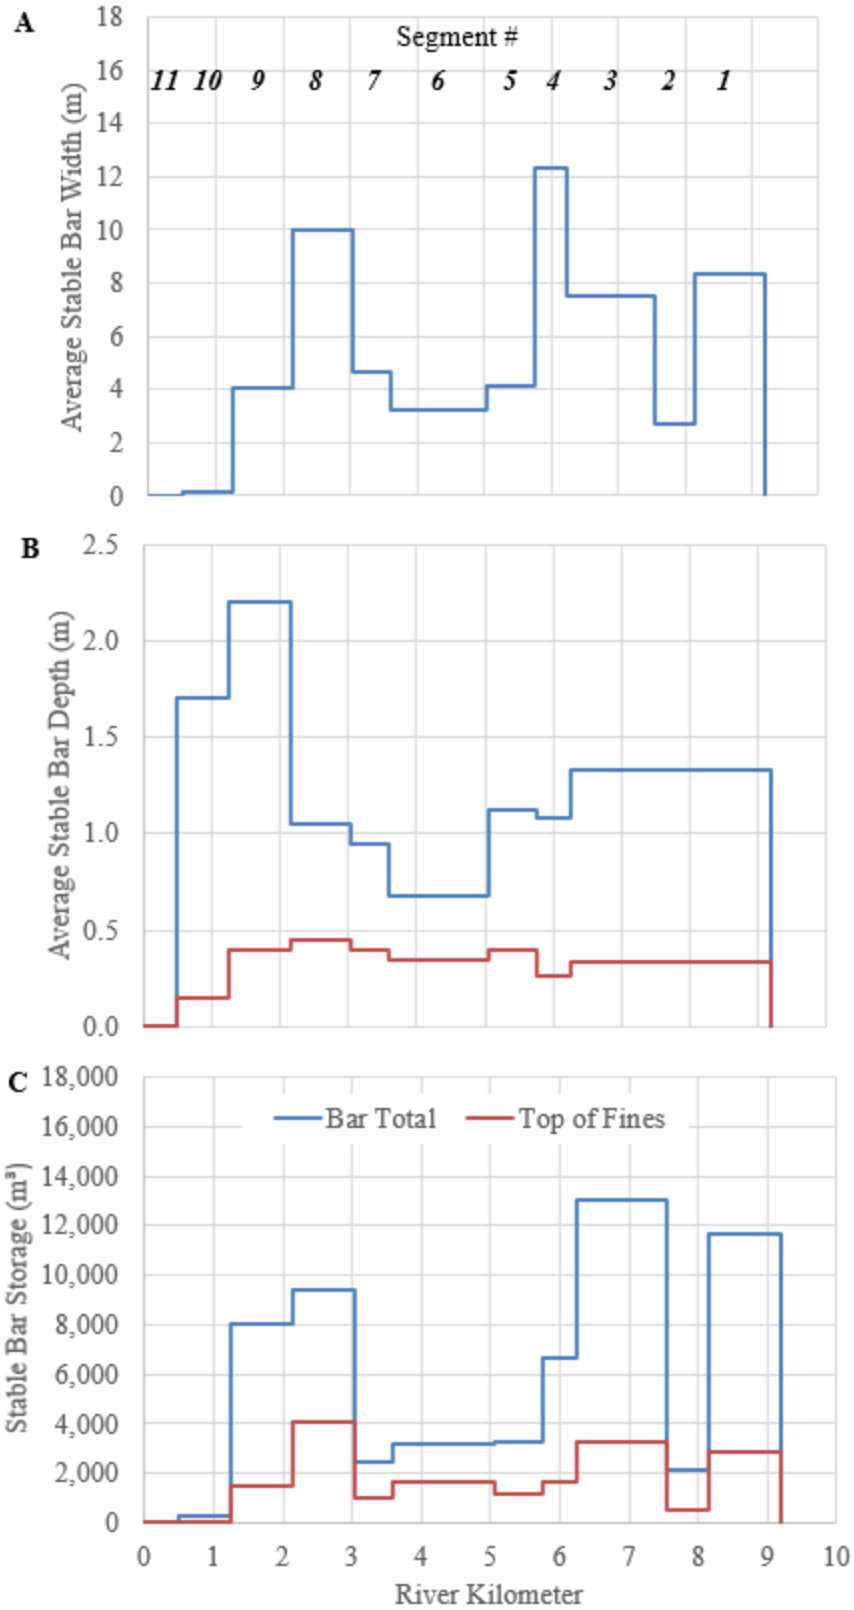 A
Average Stable Bar Width (m)
18
16
14
12
10
8
6
4
2
0
Segment #
11 10 9 8 7 6 5 4 3 2 1
B
Average Stable Bar Depth (m)
2.5
2.0
1.5
1.0
0.5
0.0
C
Stable Bar Storage (m³)
18,000
16,000
14,000
12,000
10,000
8,000
6,000
4,000
2,000
0
Bar Total Top of Fines
0 1 2 3 4 5 6 7 8 9 10
River Kilometer